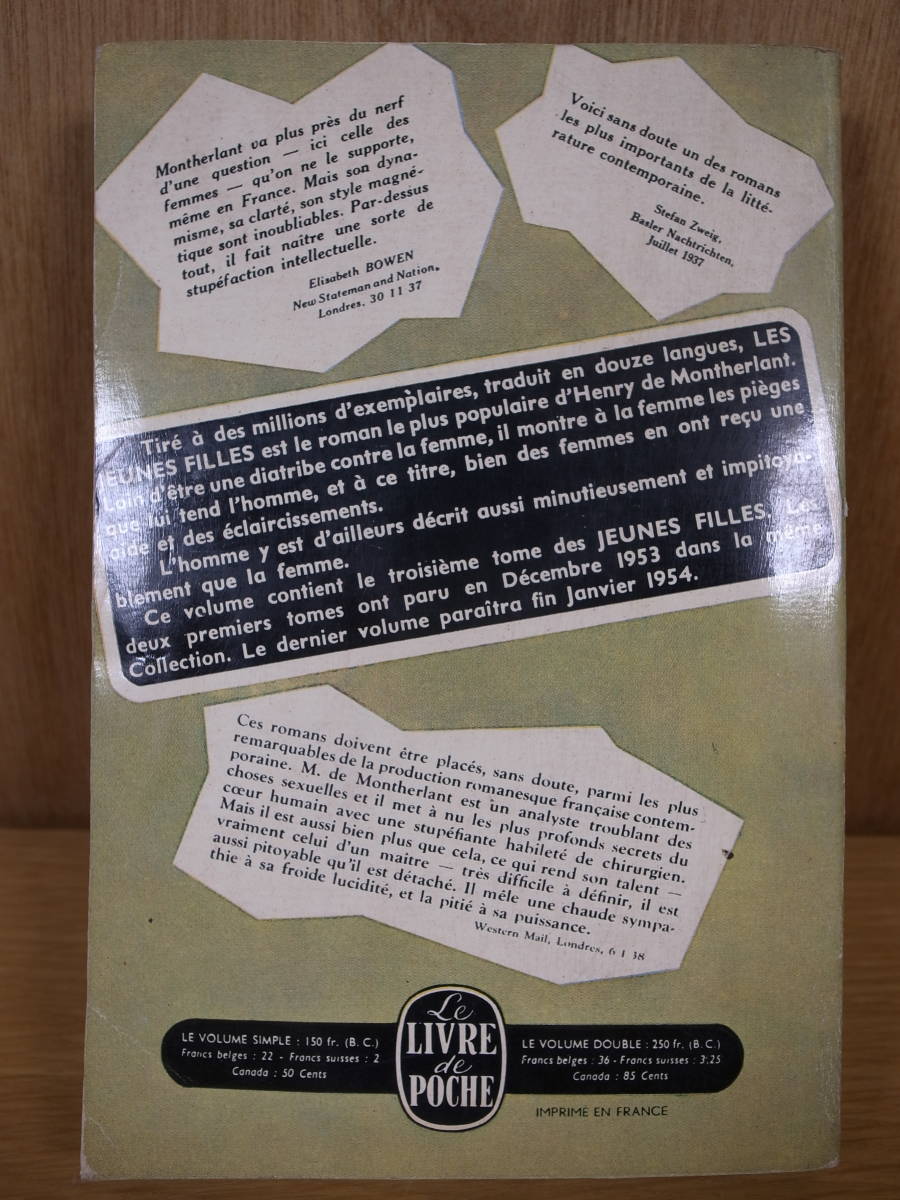 Montherlant va plus près du nerf
d'une question — ici celle des
femmes — qu'on ne le supporte,
même en France. Mais son dyna-
misme, sa clarté, son style magné-
tique sont inoubliables. Par-dessus
tout, il fait naître une sorte de
stupéfaction intellectuelle.
Elisabeth BOWEN
New Stateman and Nation,
Londres, 30 11 37
Voici sans doute un des romans
les plus importants de la litté-
rature contemporaine.
Stefan Zweig,
Basler Nachtrichten,
Juillet 1937
Tiré à des millions d'exemplaires, traduit en douze langues, LES
JEUNES FILLES est le roman le plus populaire d'Henry de Montherlant.
Loin d'être une diatribe contre la femme, il montre à la femme les pièges
que lui tend l'homme, et à ce titre, bien des femmes en ont reçu une
aide et des éclaircissements.
L'homme y est d'ailleurs décrit aussi minutieusement et impitoya-
blement que la femme.
Ce volume contient le troisième tome des JEUNES FILLES. Les
deux premiers tomes ont paru en Décembre 1953 dans la même
Collection. Le dernier volume paraîtra fin Janvier 1954.
Ces romans doivent être placés, sans doute, parmi les plus
remarquables de la production romanesque française contem-
poraine. M. de Montherlant est un analyste troublant des
choses sexuelles et il met à nu les plus profonds secrets du
cœur humain avec une stupéfiante habileté de chirurgien.
Mais il est aussi bien plus que cela, ce qui rend son talent —
vraiment celui d'un maitre — très difficile à définir, il est
aussi pitoyable qu'il est détaché. Il mêle une chaude sympa-
thie à sa froide lucidité, et la pitié à sa puissance.
Western Mail, Londres, 6 1 38
LE VOLUME SIMPLE : 150 fr. (B.C.)
Francs belges : 22 - Francs suisses : 2
Canada : 50 Cents
Le
LIVRE
de
POCHE
LE VOLUME DOUBLE : 250 fr. (B.C.)
Francs belges : 36 - Francs suisses : 3.25
Canada : 85 Cents
IMPRIMÉ EN FRANCE